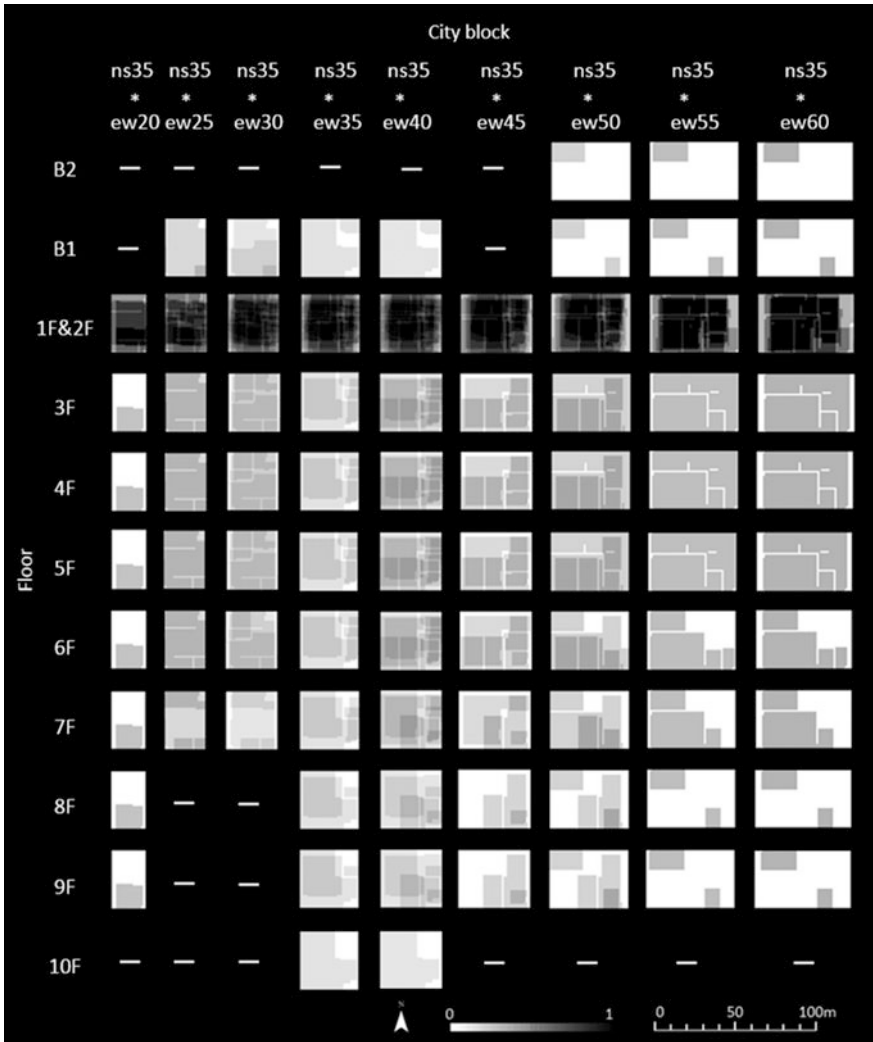 City block
ns35 ns35 ns35 ns35 ns35 ns35 ns35 ns35 ns35
* * * * * * * * *
ew20 ew25 ew30 ew35 ew40 ew45 ew50 ew55 ew60
B2 — — — — — —
B1 — —
1F&2F
3F
4F
Floor
5F
6F
7F
8F — —
9F — —
10F — — — — — — —
N
0 1 0 50 100m